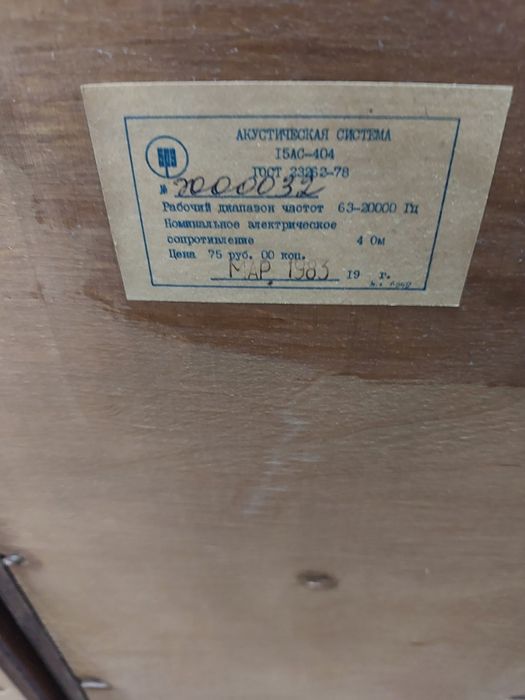 АКУСТИЧЕСКАЯ СИСТЕМА
15АС-404
ГОСТ 23262-78
№ 2000032
Рабочий диапазон частот 63-20000 Гц
Номинальное электрическое
сопротивление 4 Ом
Цена 75 руб. 00 коп.
МАР 1983 19 г.